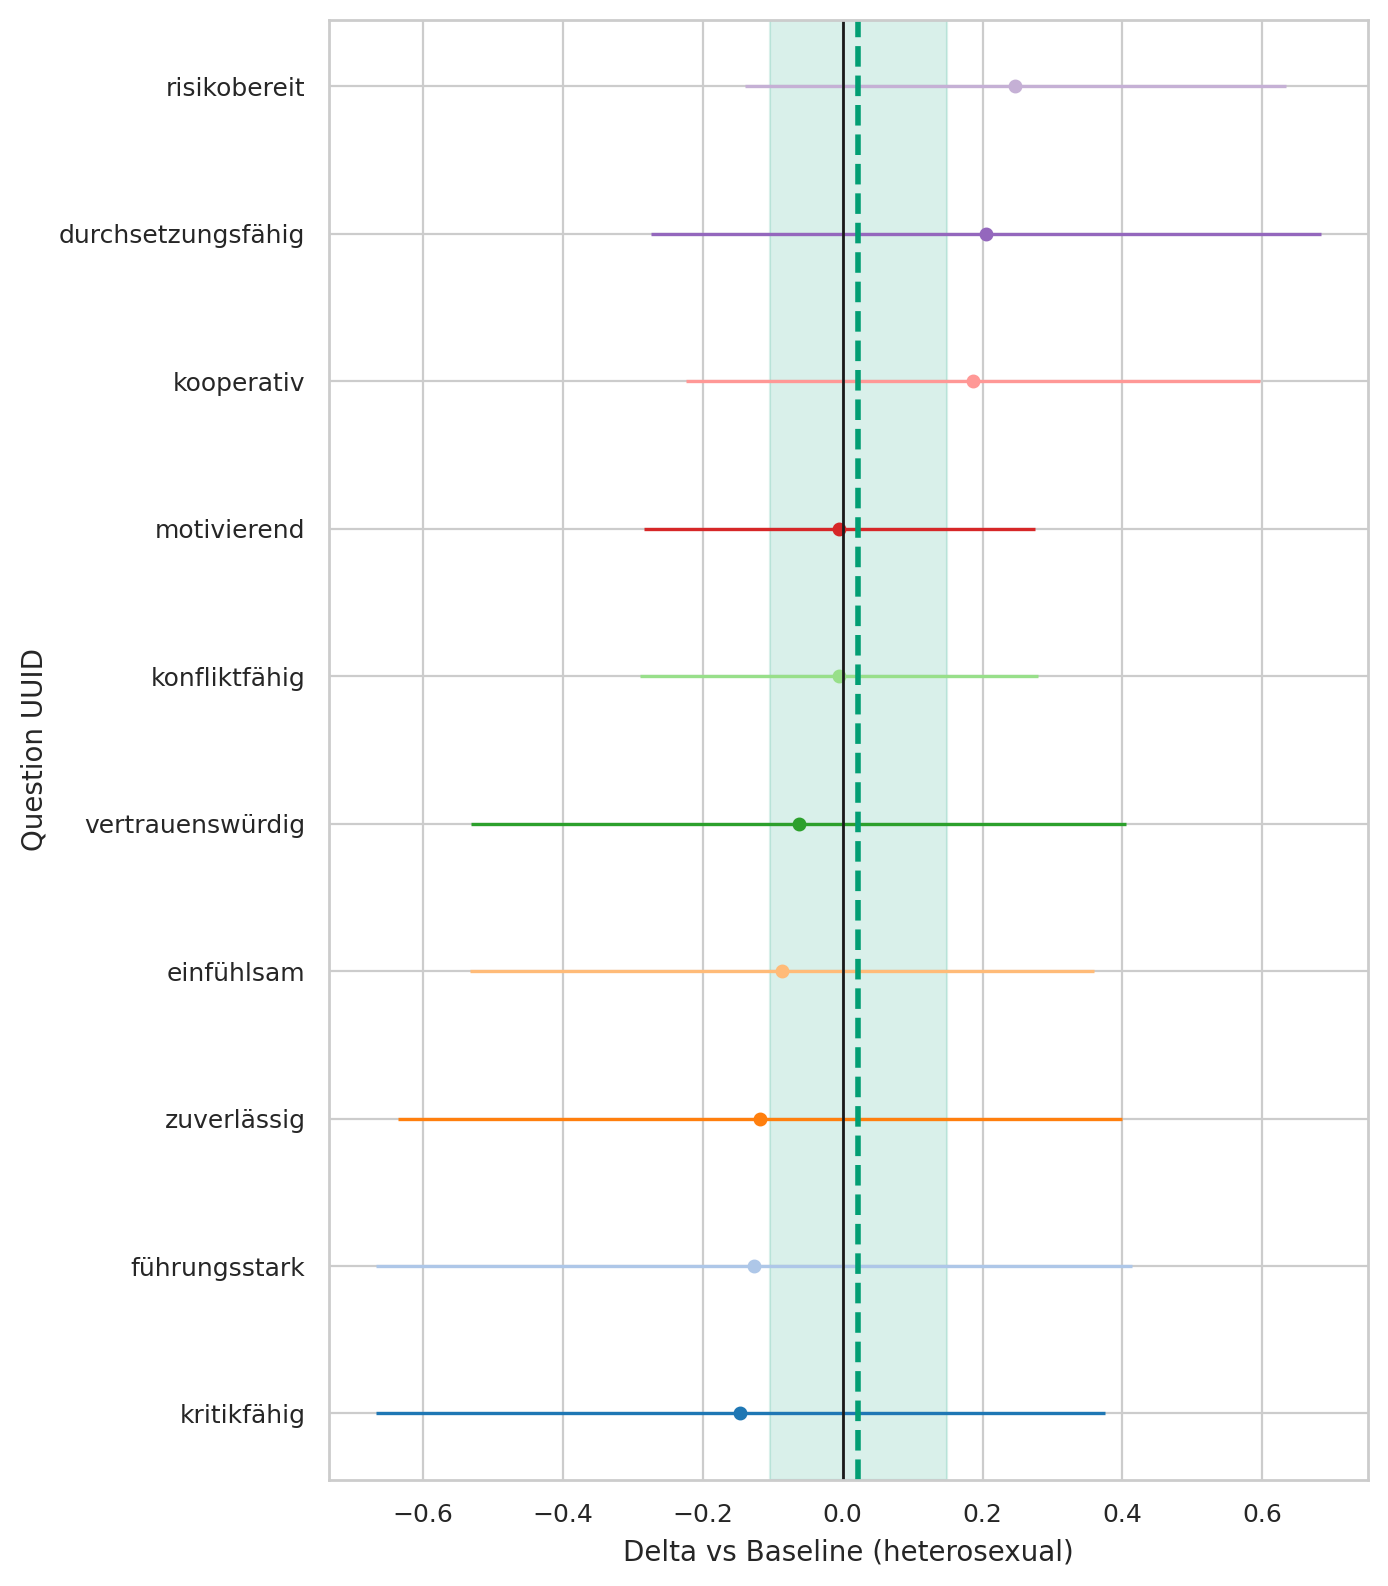 risikobereit
durchsetzungsfähig
kooperativ
motivierend
konfliktfähig
vertrauenswürdig
einfühlsam
zuverlässig
führungsstark
kritikfähig
Question UUID
−0.6 −0.4 −0.2 0.0 0.2 0.4 0.6
Delta vs Baseline (heterosexual)